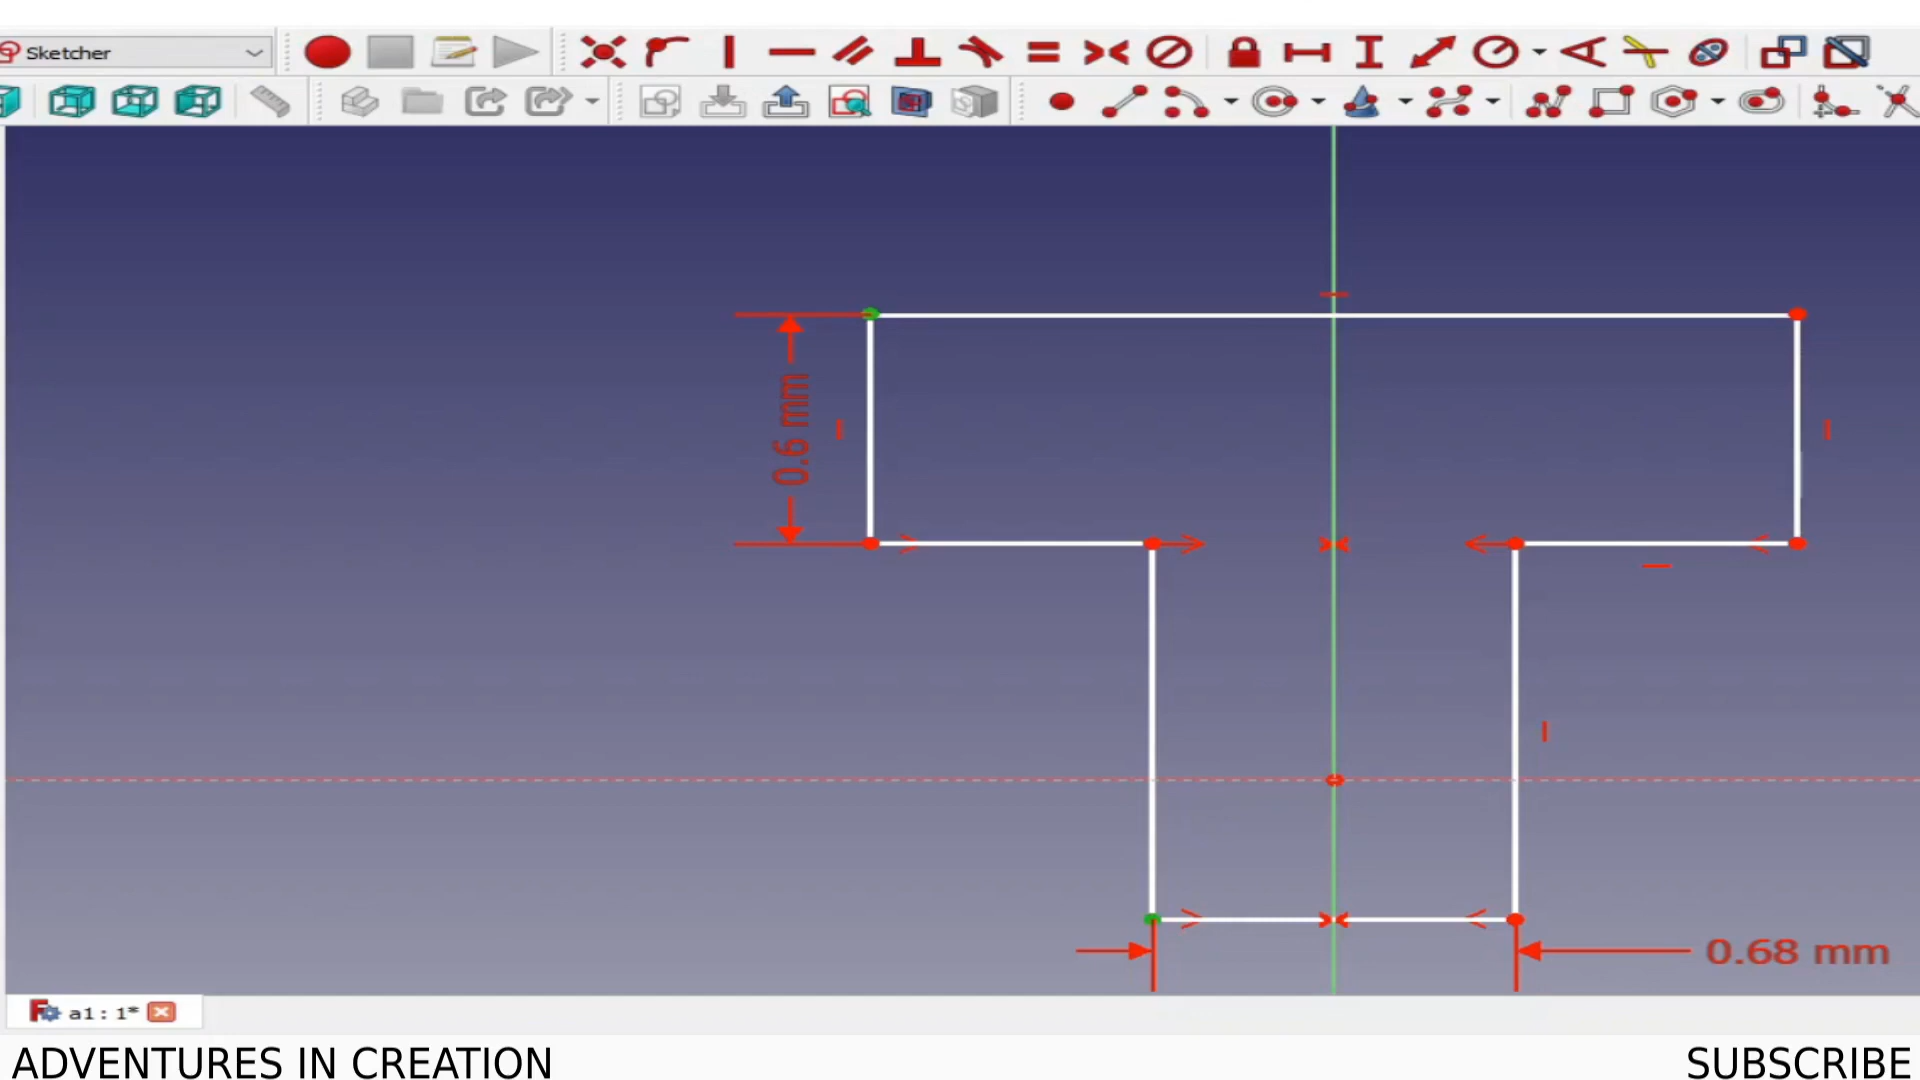 Sketcher
0.6 mm
0.68 mm
a1 : 1*
ADVENTURES IN CREATION
SUBSCRIBE